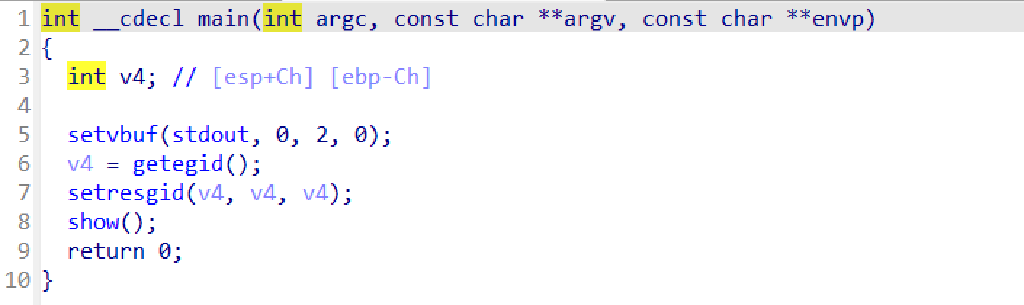 1 int __cdecl main(int argc, const char **argv, const char **envp)
2 {
3   int v4; // [esp+Ch] [ebp-Ch]
4
5   setvbuf(stdout, 0, 2, 0);
6   v4 = getegid();
7   setresgid(v4, v4, v4);
8   show();
9   return 0;
10 }